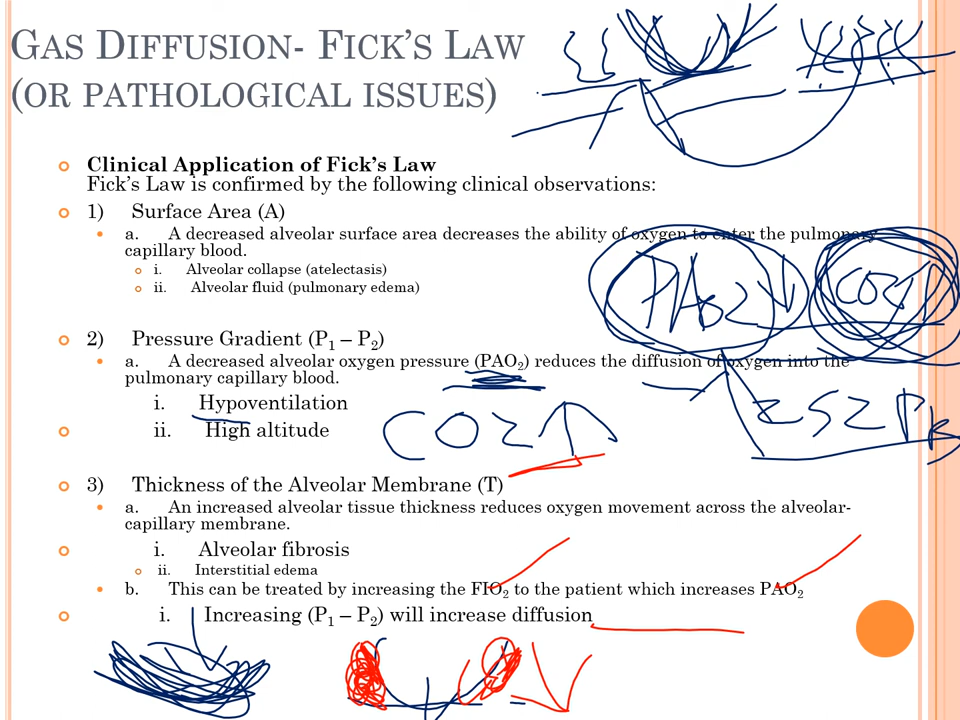 GAS DIFFUSION- FICK'S LAW
(OR PATHOLOGICAL ISSUES)
Clinical Application of Fick's Law
Fick's Law is confirmed by the following clinical observations:
1) Surface Area (A)
a. A decreased alveolar surface area decreases the ability of oxygen to enter the pulmonary
capillary blood.
i. Alveolar collapse (atelectasis)
ii. Alveolar fluid (pulmonary edema)
PAO2 ↓ CO2 ↑
2) Pressure Gradient (P₁ – P₂)
a. A decreased alveolar oxygen pressure (PAO₂) reduces the diffusion of oxygen into the
pulmonary capillary blood.
i. Hypoventilation
ii. High altitude
CO2 ↑
3) Thickness of the Alveolar Membrane (T)
a. An increased alveolar tissue thickness reduces oxygen movement across the alveolar-
capillary membrane.
i. Alveolar fibrosis
ii. Interstitial edema
b. This can be treated by increasing the FIO₂ to the patient which increases PAO₂
i. Increasing (P₁ – P₂) will increase diffusion